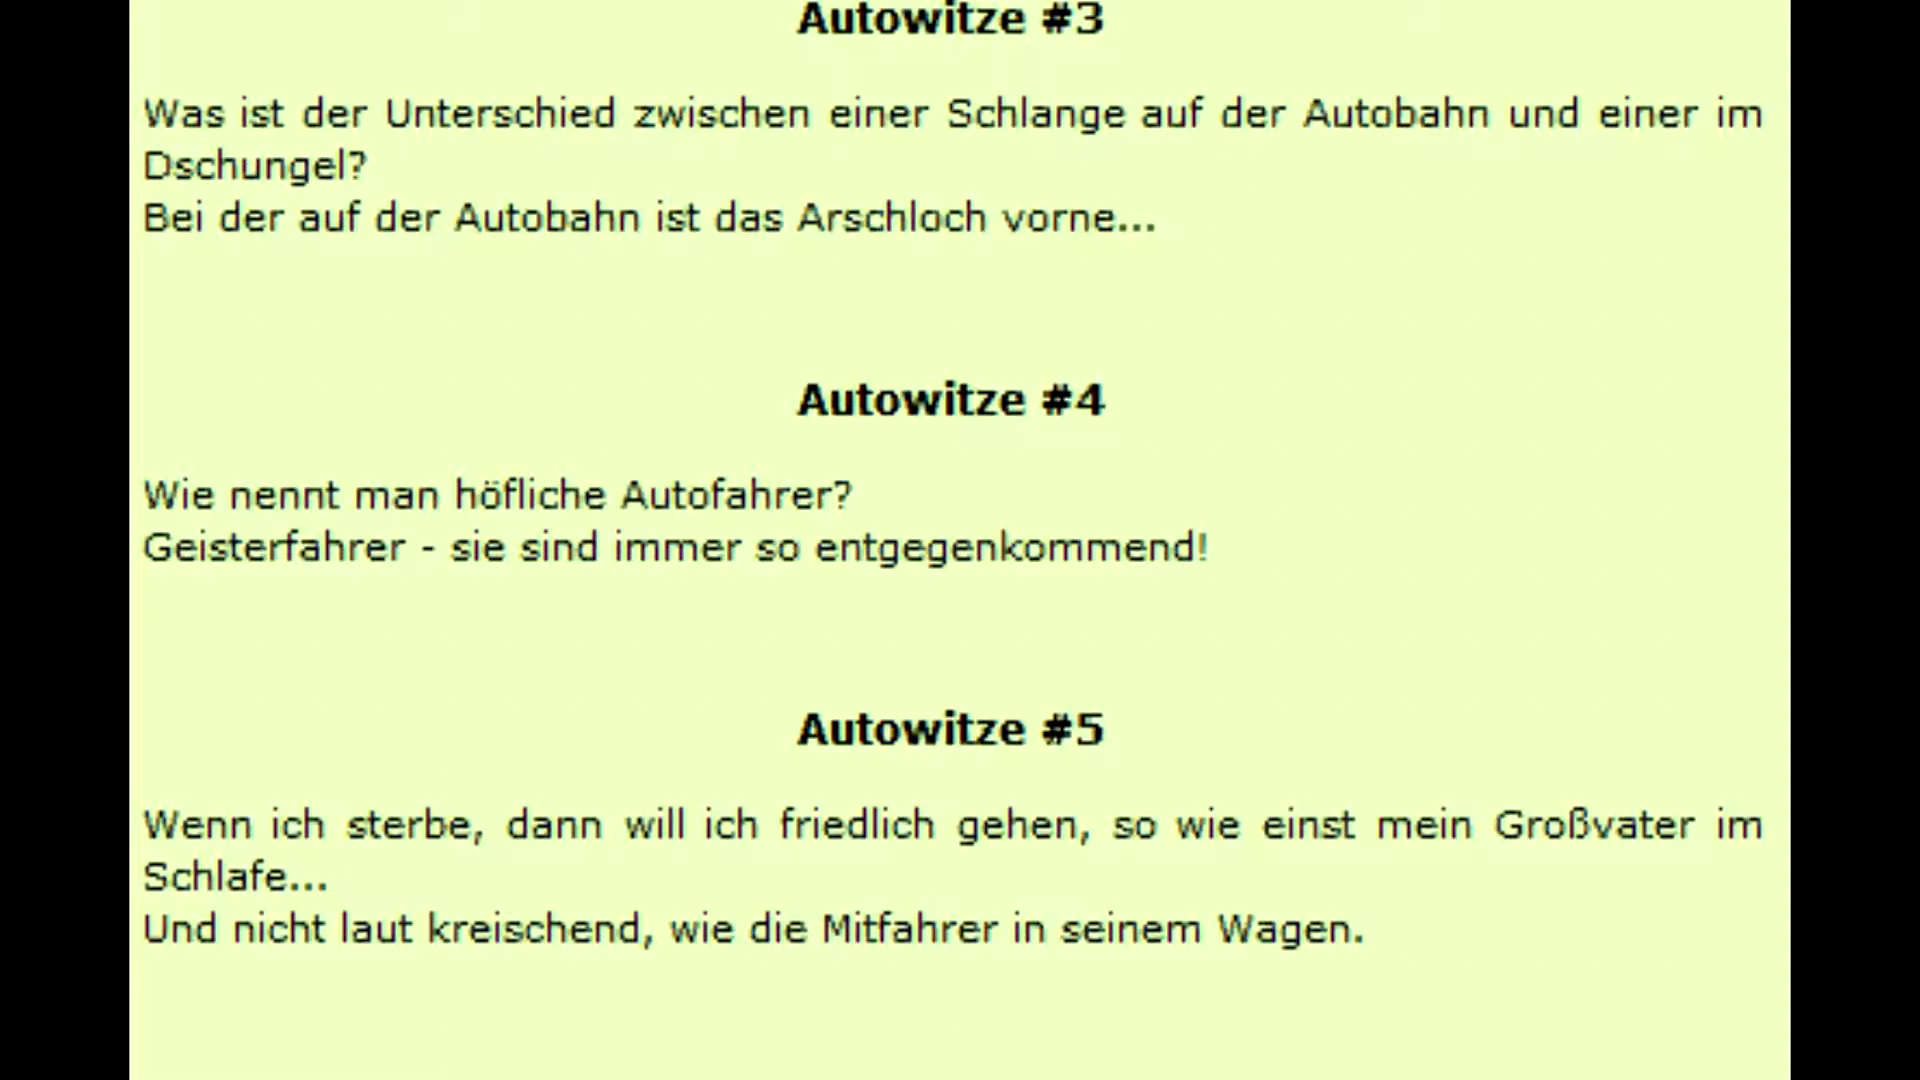 Autowitze #3
Was ist der Unterschied zwischen einer Schlange auf der Autobahn und einer im
Dschungel?
Bei der auf der Autobahn ist das Arschloch vorne...
Autowitze #4
Wie nennt man höfliche Autofahrer?
Geisterfahrer - sie sind immer so entgegenkommend!
Autowitze #5
Wenn ich sterbe, dann will ich friedlich gehen, so wie einst mein Großvater im
Schlafe...
Und nicht laut kreischend, wie die Mitfahrer in seinem Wagen.